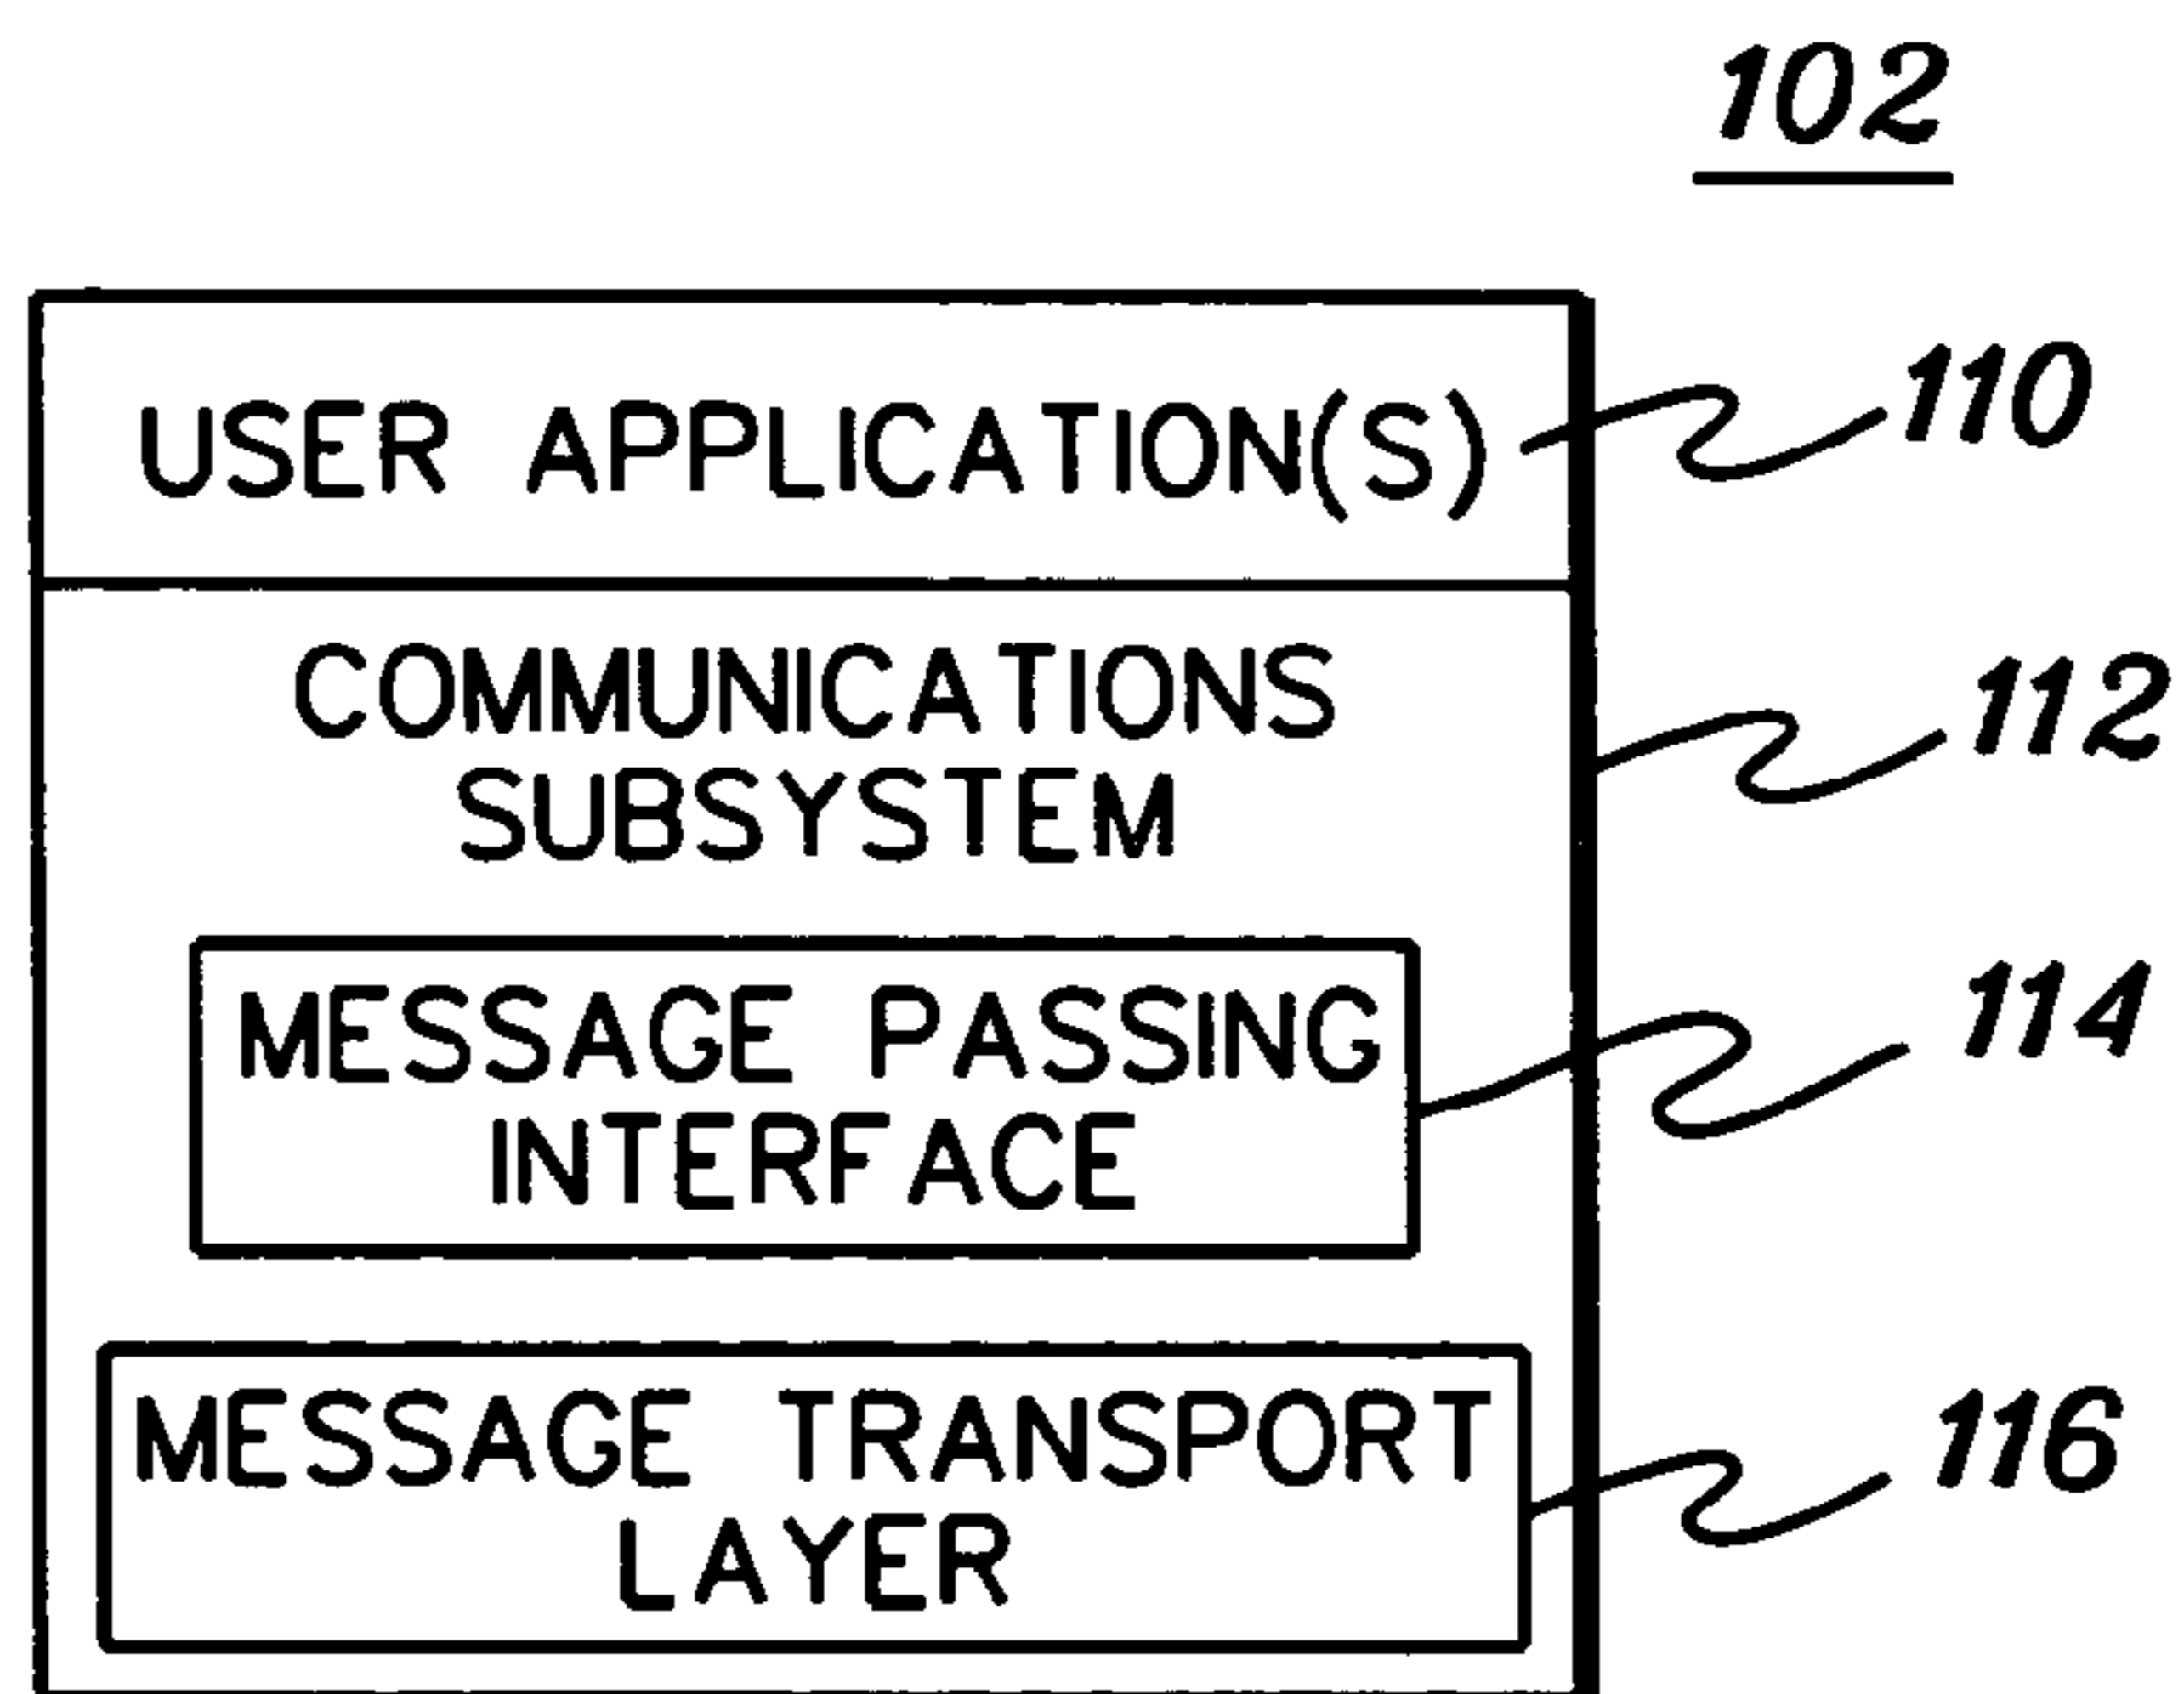 102
USER APPLICATION(S)
110
COMMUNICATIONS
SUBSYSTEM
112
MESSAGE PASSING
INTERFACE
114
MESSAGE TRANSPORT
LAYER
116